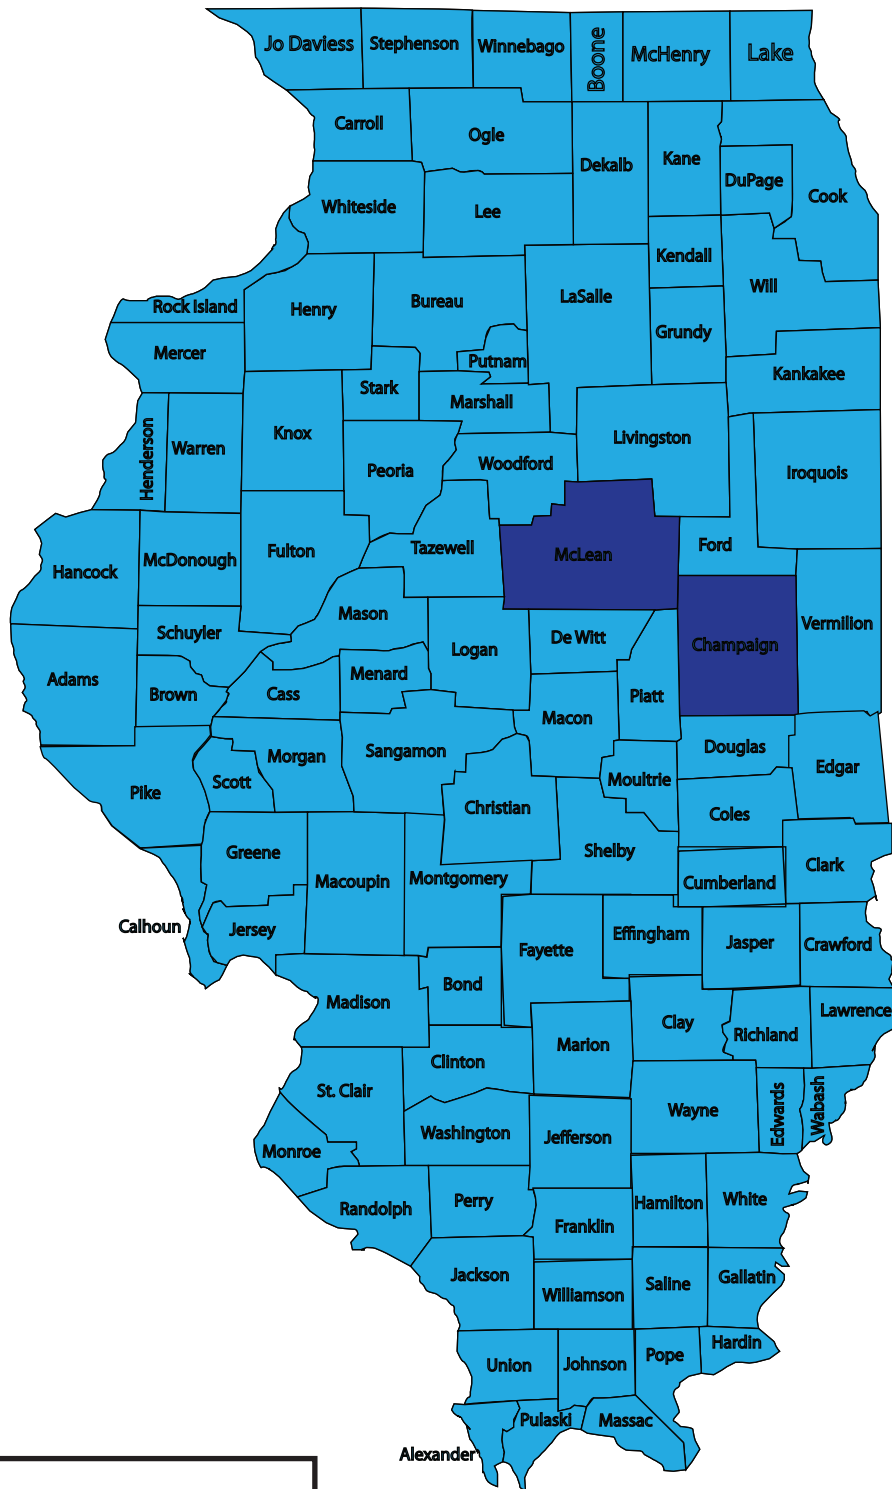 Jo Daviess
Stephenson
Winnebago
Boone
McHenry
Lake
Carroll
Ogle
Dekalb
Kane
DuPage
Cook
Whiteside
Lee
Kendall
Will
Rock Island
Henry
Bureau
LaSalle
Grundy
Mercer
Putnam
Kankakee
Stark
Marshall
Henderson
Warren
Knox
Peoria
Woodford
Livingston
Iroquois
Hancock
McDonough
Fulton
Tazewell
McLean
Ford
Mason
Schuyler
Logan
De Witt
Champaign
Vermilion
Adams
Brown
Cass
Menard
Piatt
Macon
Pike
Scott
Morgan
Sangamon
Christian
Moultrie
Douglas
Edgar
Coles
Greene
Macoupin
Montgomery
Shelby
Cumberland
Clark
Calhoun
Jersey
Fayette
Effingham
Jasper
Crawford
Madison
Bond
Marion
Clay
Richland
Lawrence
St. Clair
Clinton
Wayne
Edwards
Wabash
Monroe
Washington
Jefferson
Randolph
Perry
Franklin
Hamilton
White
Jackson
Williamson
Saline
Gallatin
Union
Johnson
Pope
Hardin
Alexander
Pulaski
Massac